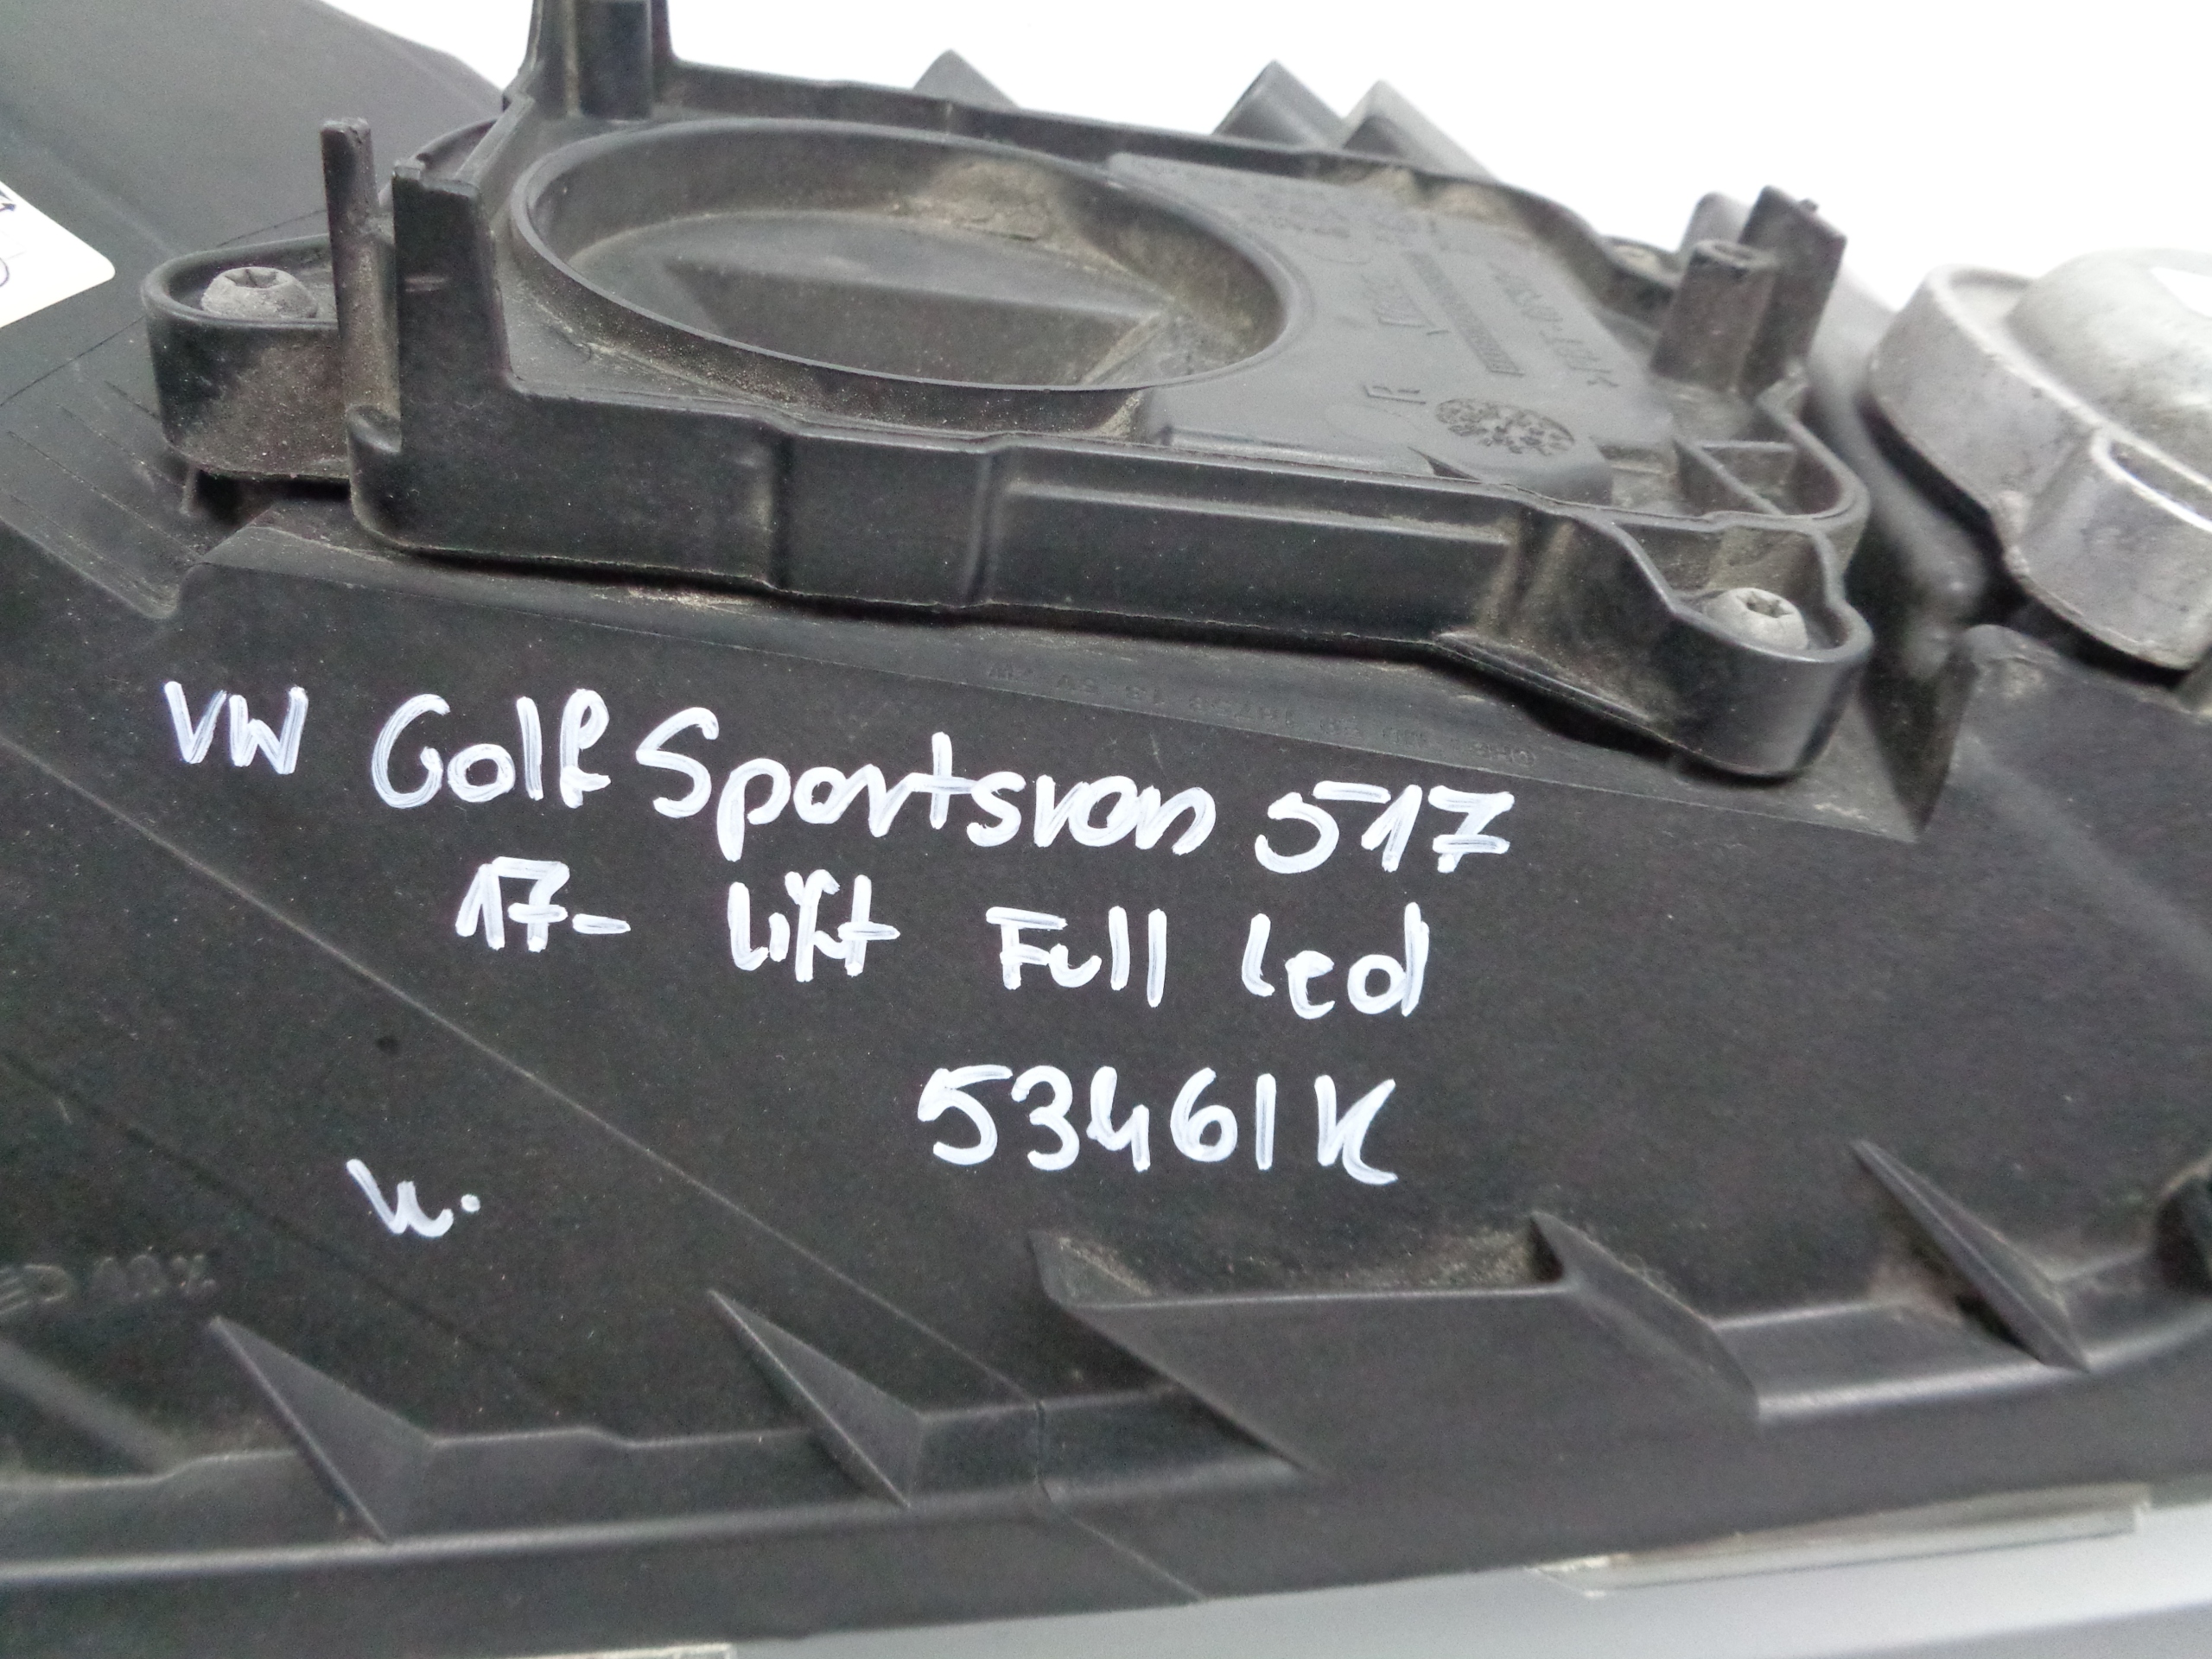 R
VW Golf Sportsvan 517
17- Lift Full Led
53461K
u.